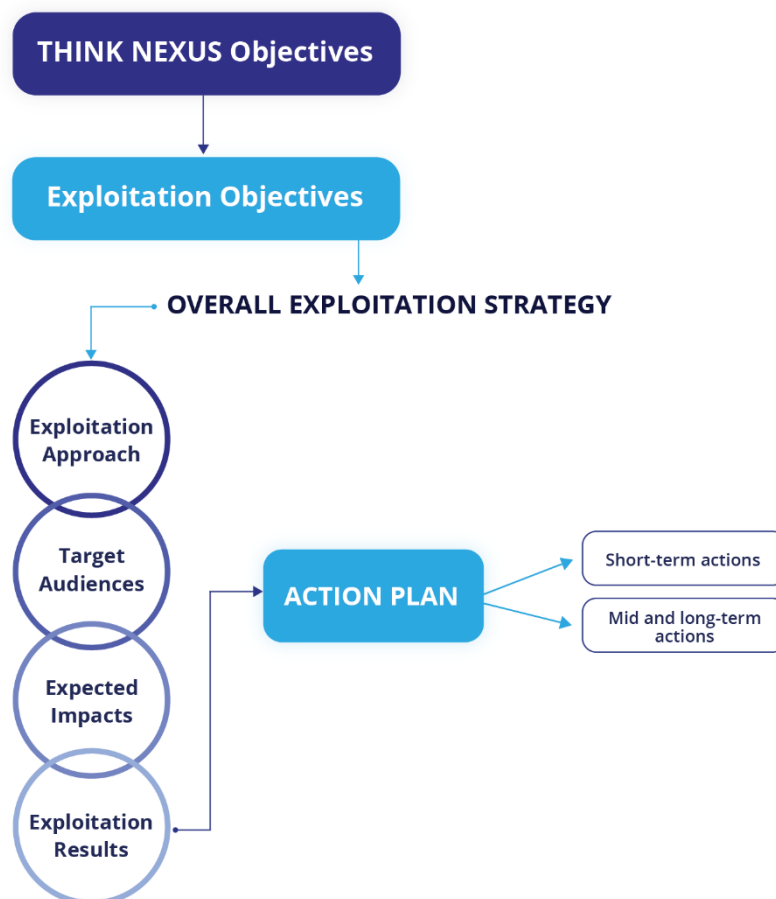 THINK NEXUS Objectives
Exploitation Objectives
OVERALL EXPLOITATION STRATEGY
Exploitation
Approach
Target
Audiences
Expected
Impacts
Exploitation
Results
ACTION PLAN
Short-term actions
Mid and long-term
actions